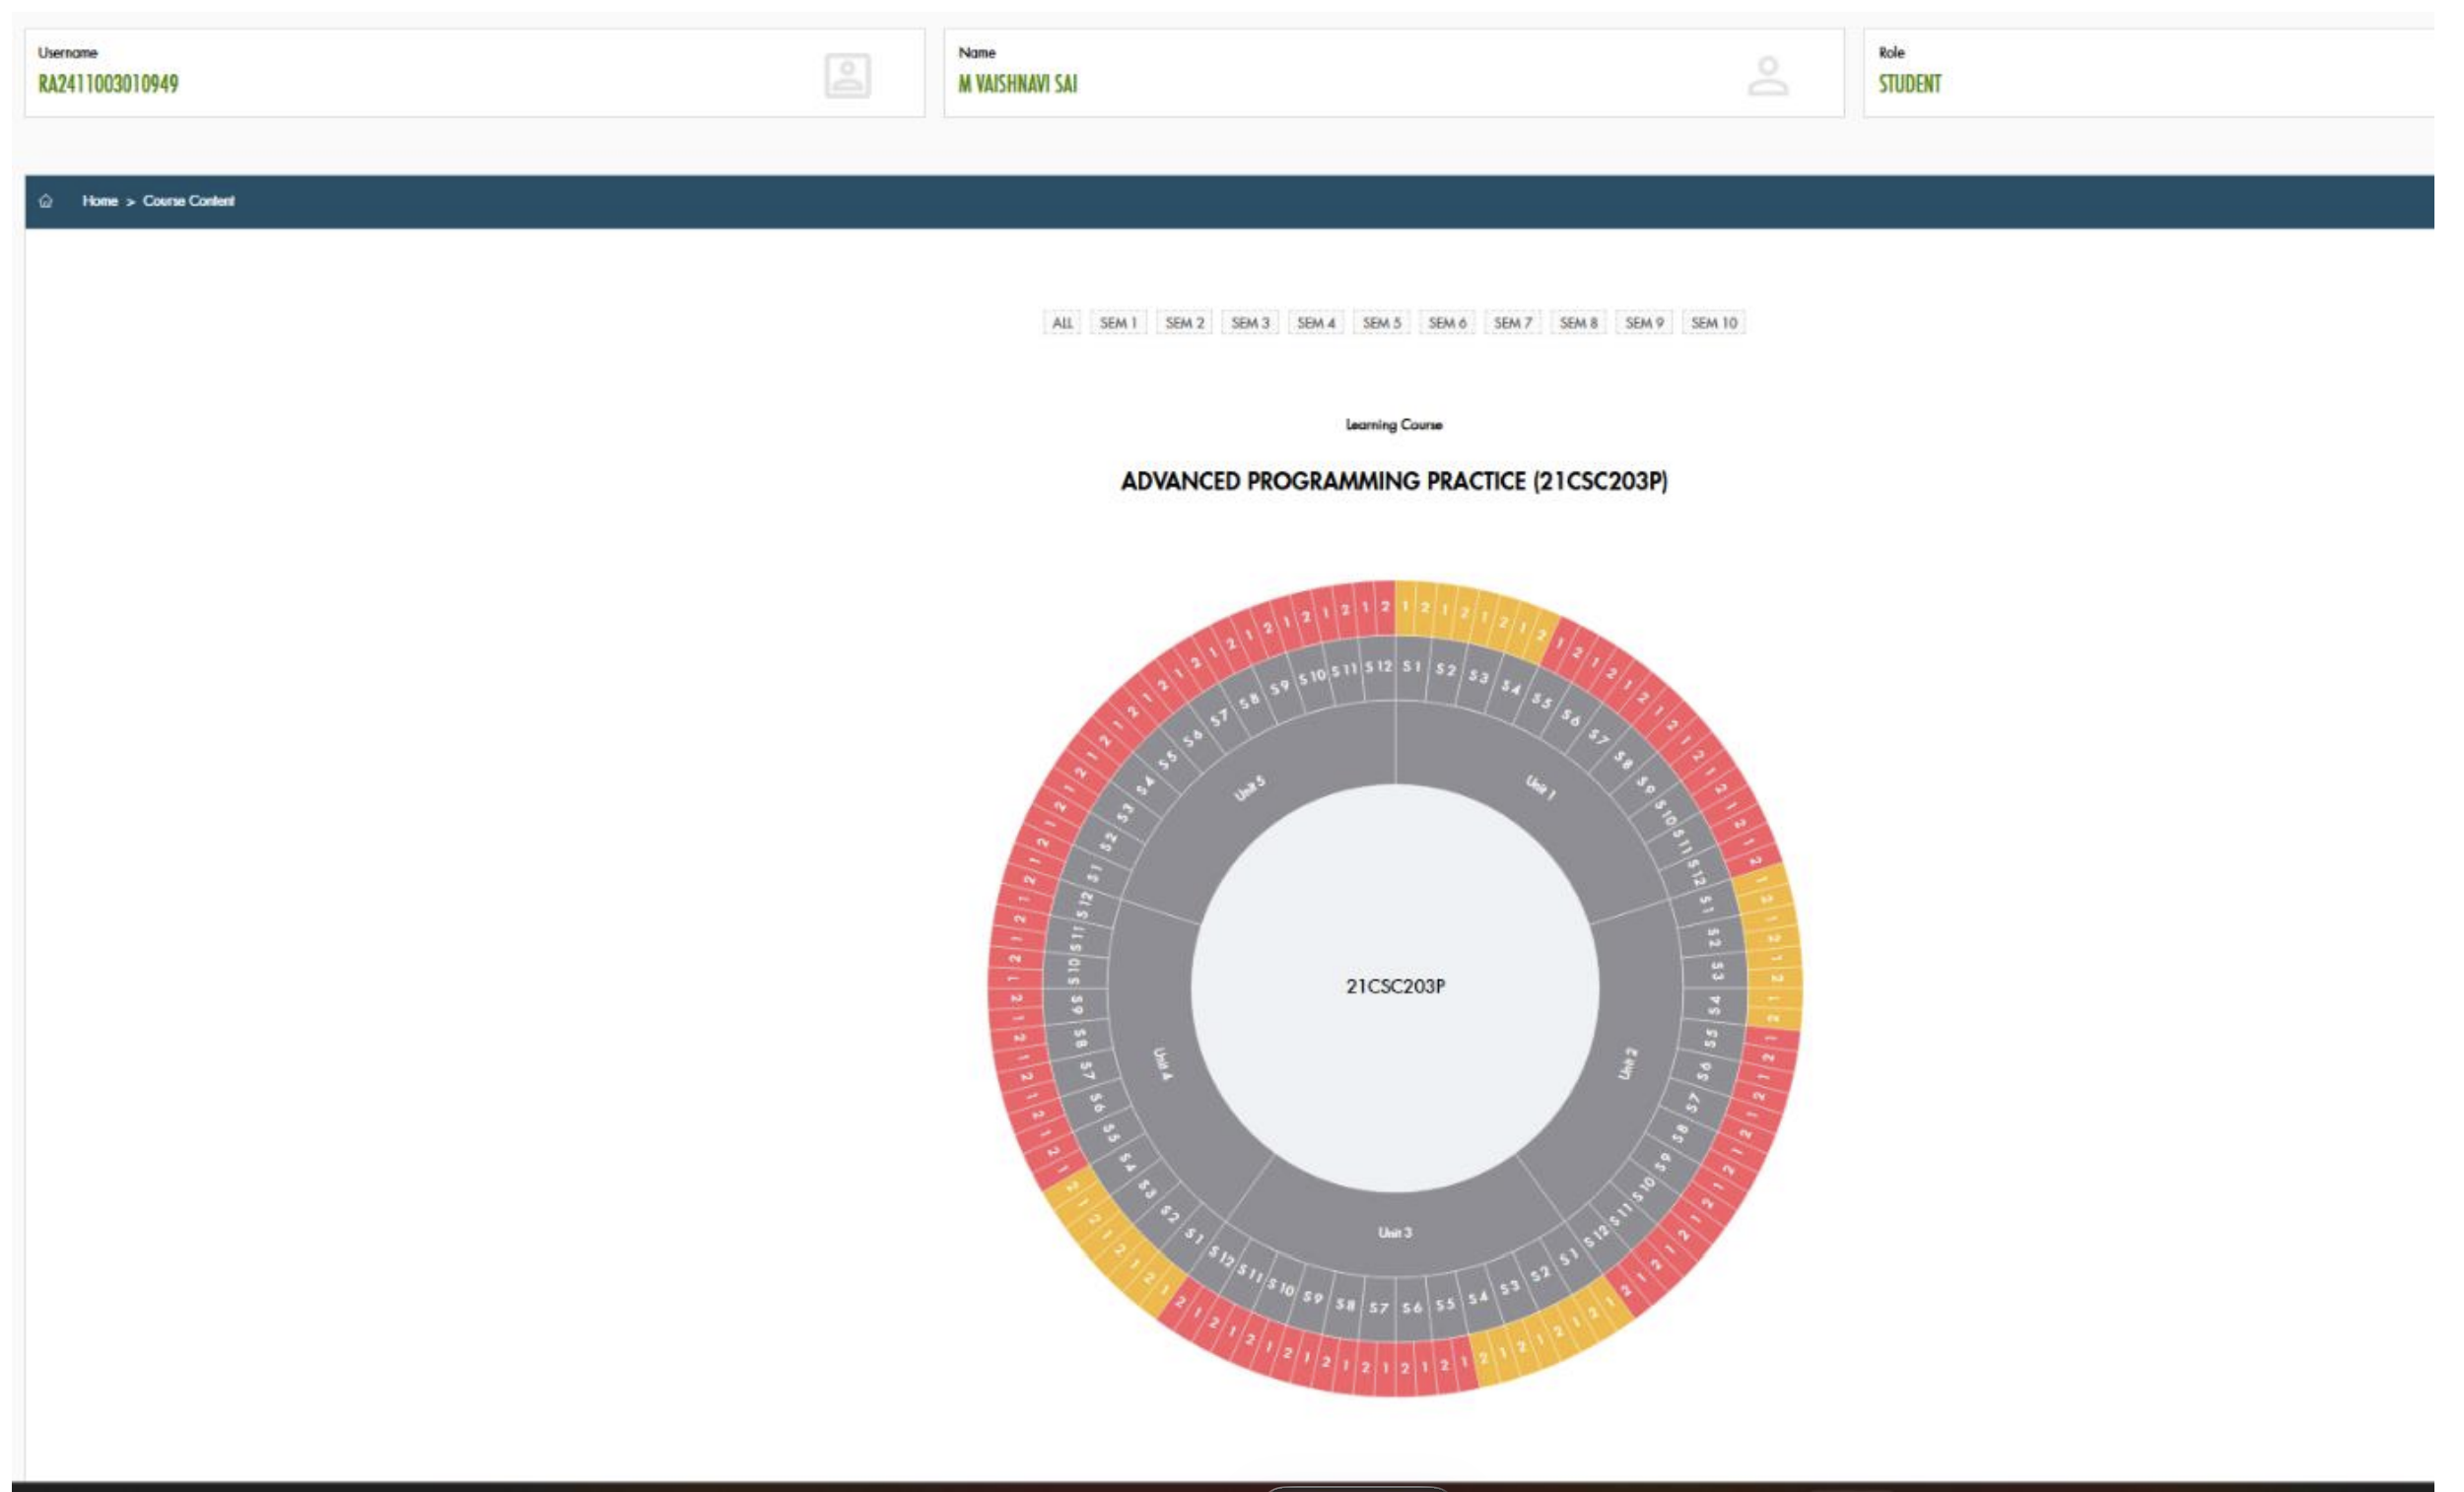 Username
RA2411003010949
Name
M VAISHNAVI SAI
Role
STUDENT
Home > Course Content
ALL SEM 1 SEM 2 SEM 3 SEM 4 SEM 5 SEM 6 SEM 7 SEM 8 SEM 9 SEM 10
Learning Course
ADVANCED PROGRAMMING PRACTICE (21CSC203P)
21CSC203P
Unit 1
S1 S2 S3 S4 S5 S6 S7 S8 S9 S10 S11 S12
1 2 1 2 1 2 1 2 1 2 1 2 1 2 1 2 1 2 1 2 1 2 1 2
Unit 2
S1 S2 S3 S4 S5 S6 S7 S8 S9 S10 S11 S12
1 2 1 2 1 2 1 2 1 2 1 2 1 2 1 2 1 2 1 2 1 2 1 2
Unit 3
S1 S2 S3 S4 S5 S6 S7 S8 S9 S10 S11 S12
1 2 1 2 1 2 1 2 1 2 1 2 1 2 1 2 1 2 1 2 1 2 1 2
Unit 4
S1 S2 S3 S4 S5 S6 S7 S8 S9 S10 S11 S12
1 2 1 2 1 2 1 2 1 2 1 2 1 2 1 2 1 2 1 2 1 2 1 2
Unit 5
S1 S2 S3 S4 S5 S6 S7 S8 S9 S10 S11 S12
1 2 1 2 1 2 1 2 1 2 1 2 1 2 1 2 1 2 1 2 1 2 1 2